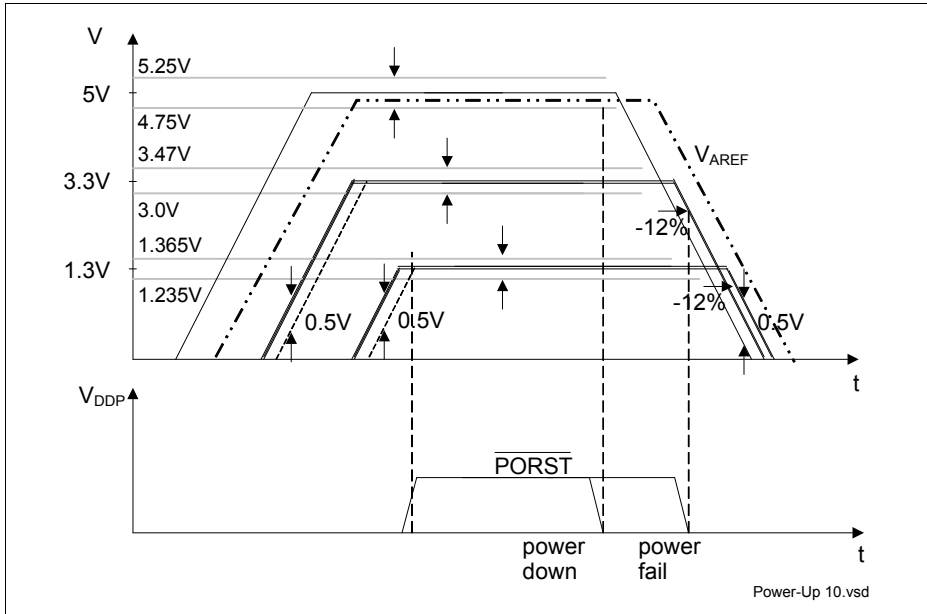 V
5.25V
5V
4.75V
V_AREF
3.47V
3.3V
3.0V
-12%
1.365V
1.3V
1.235V
-12%
0.5V
0.5V
0.5V
t
V_DDP
PORST
t
power down
power fail
Power-Up 10.vsd